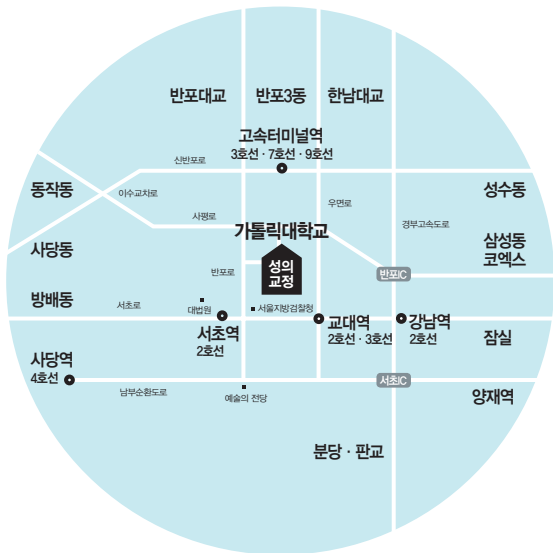 반포대교
반포3동
한남대교
고속터미널역
3호선 · 7호선 · 9호선
신반포로
동작동
이수교차로
성수동
우면로
사평로
경부고속도로
가톨릭대학교
삼성동
코엑스
사당동
성의
교정
반포로
반포IC
방배동
서초로
대법원
서울지방검찰청
서초역
2호선
교대역
2호선 · 3호선
강남역
2호선
잠실
사당역
4호선
서초IC
남부순환도로
예술의 전당
양재역
분당 · 판교